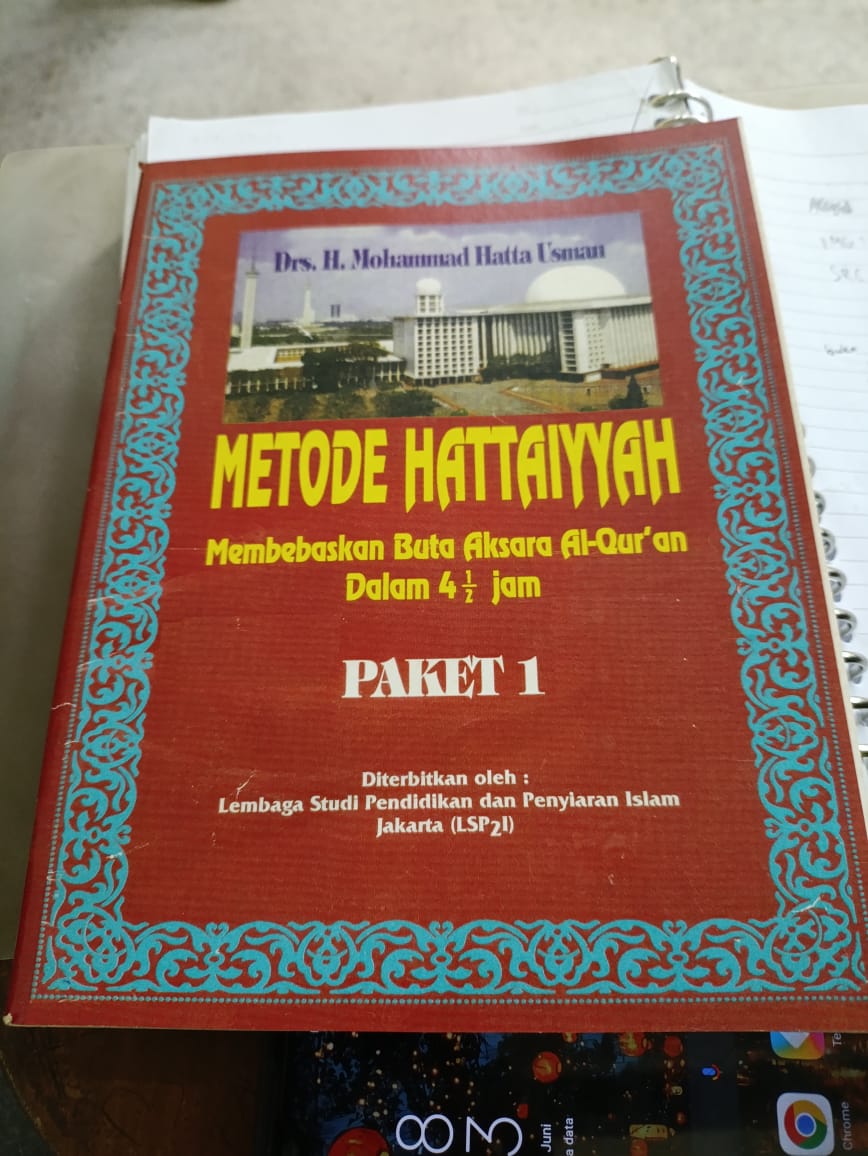 Drs. H. Mohammad Hatta Usman
METODE HATTAIYYAH
Membebaskan Buta Aksara Al-Qur'an
Dalam 4 1/2 jam
PAKET 1
Diterbitkan oleh :
Lembaga Studi Pendidikan dan Penyiaran Islam
Jakarta (LSP2I)
Juni
a data
Chrome